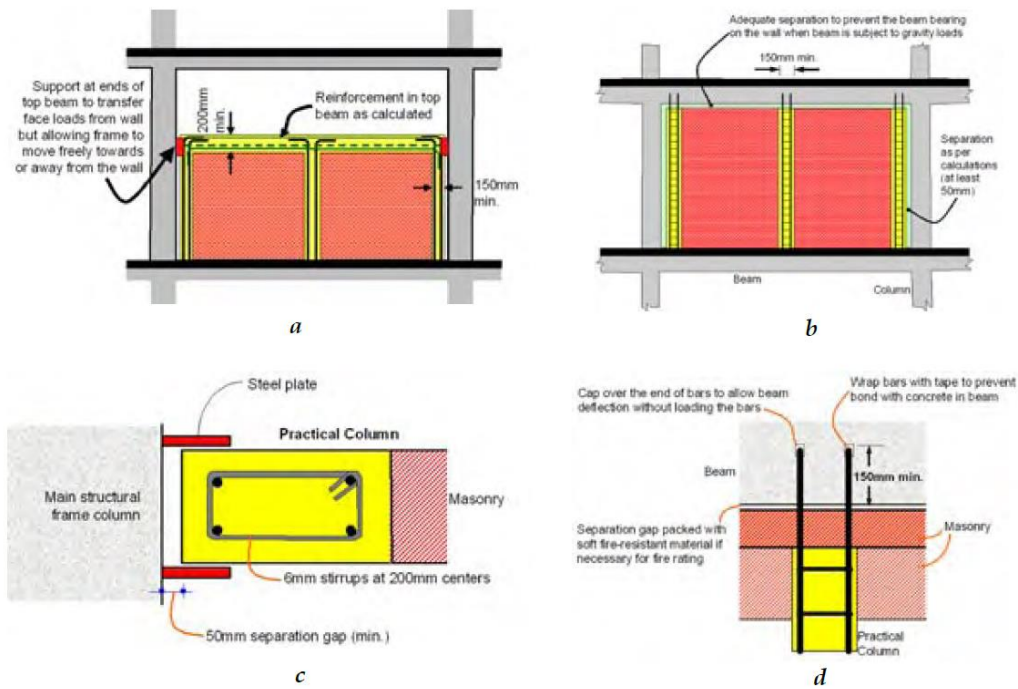 Support at ends of
top beam to transfer
face loads from wall
but allowing frame to
move freely towards
or away from the wall
200mm
min.
Reinforcement in top
beam as calculated
150mm
min.
a
Adequate separation to prevent the beam bearing
on the wall when beam is subject to gravity loads
150mm min.
Separation
as per
calculations
(at least
50mm)
Beam
Column
b
Steel plate
Practical Column
Main structural
frame column
Masonry
6mm stirrups at 200mm centers
50mm separation gap (min.)
c
Cap over the end of bars to allow beam
deflection without loading the bars
Wrap bars with tape to prevent
bond with concrete in beam
Beam
150mm min.
Separation gap packed with
soft fire-resistant material if
necessary for fire rating
Masonry
Practical
Column
d